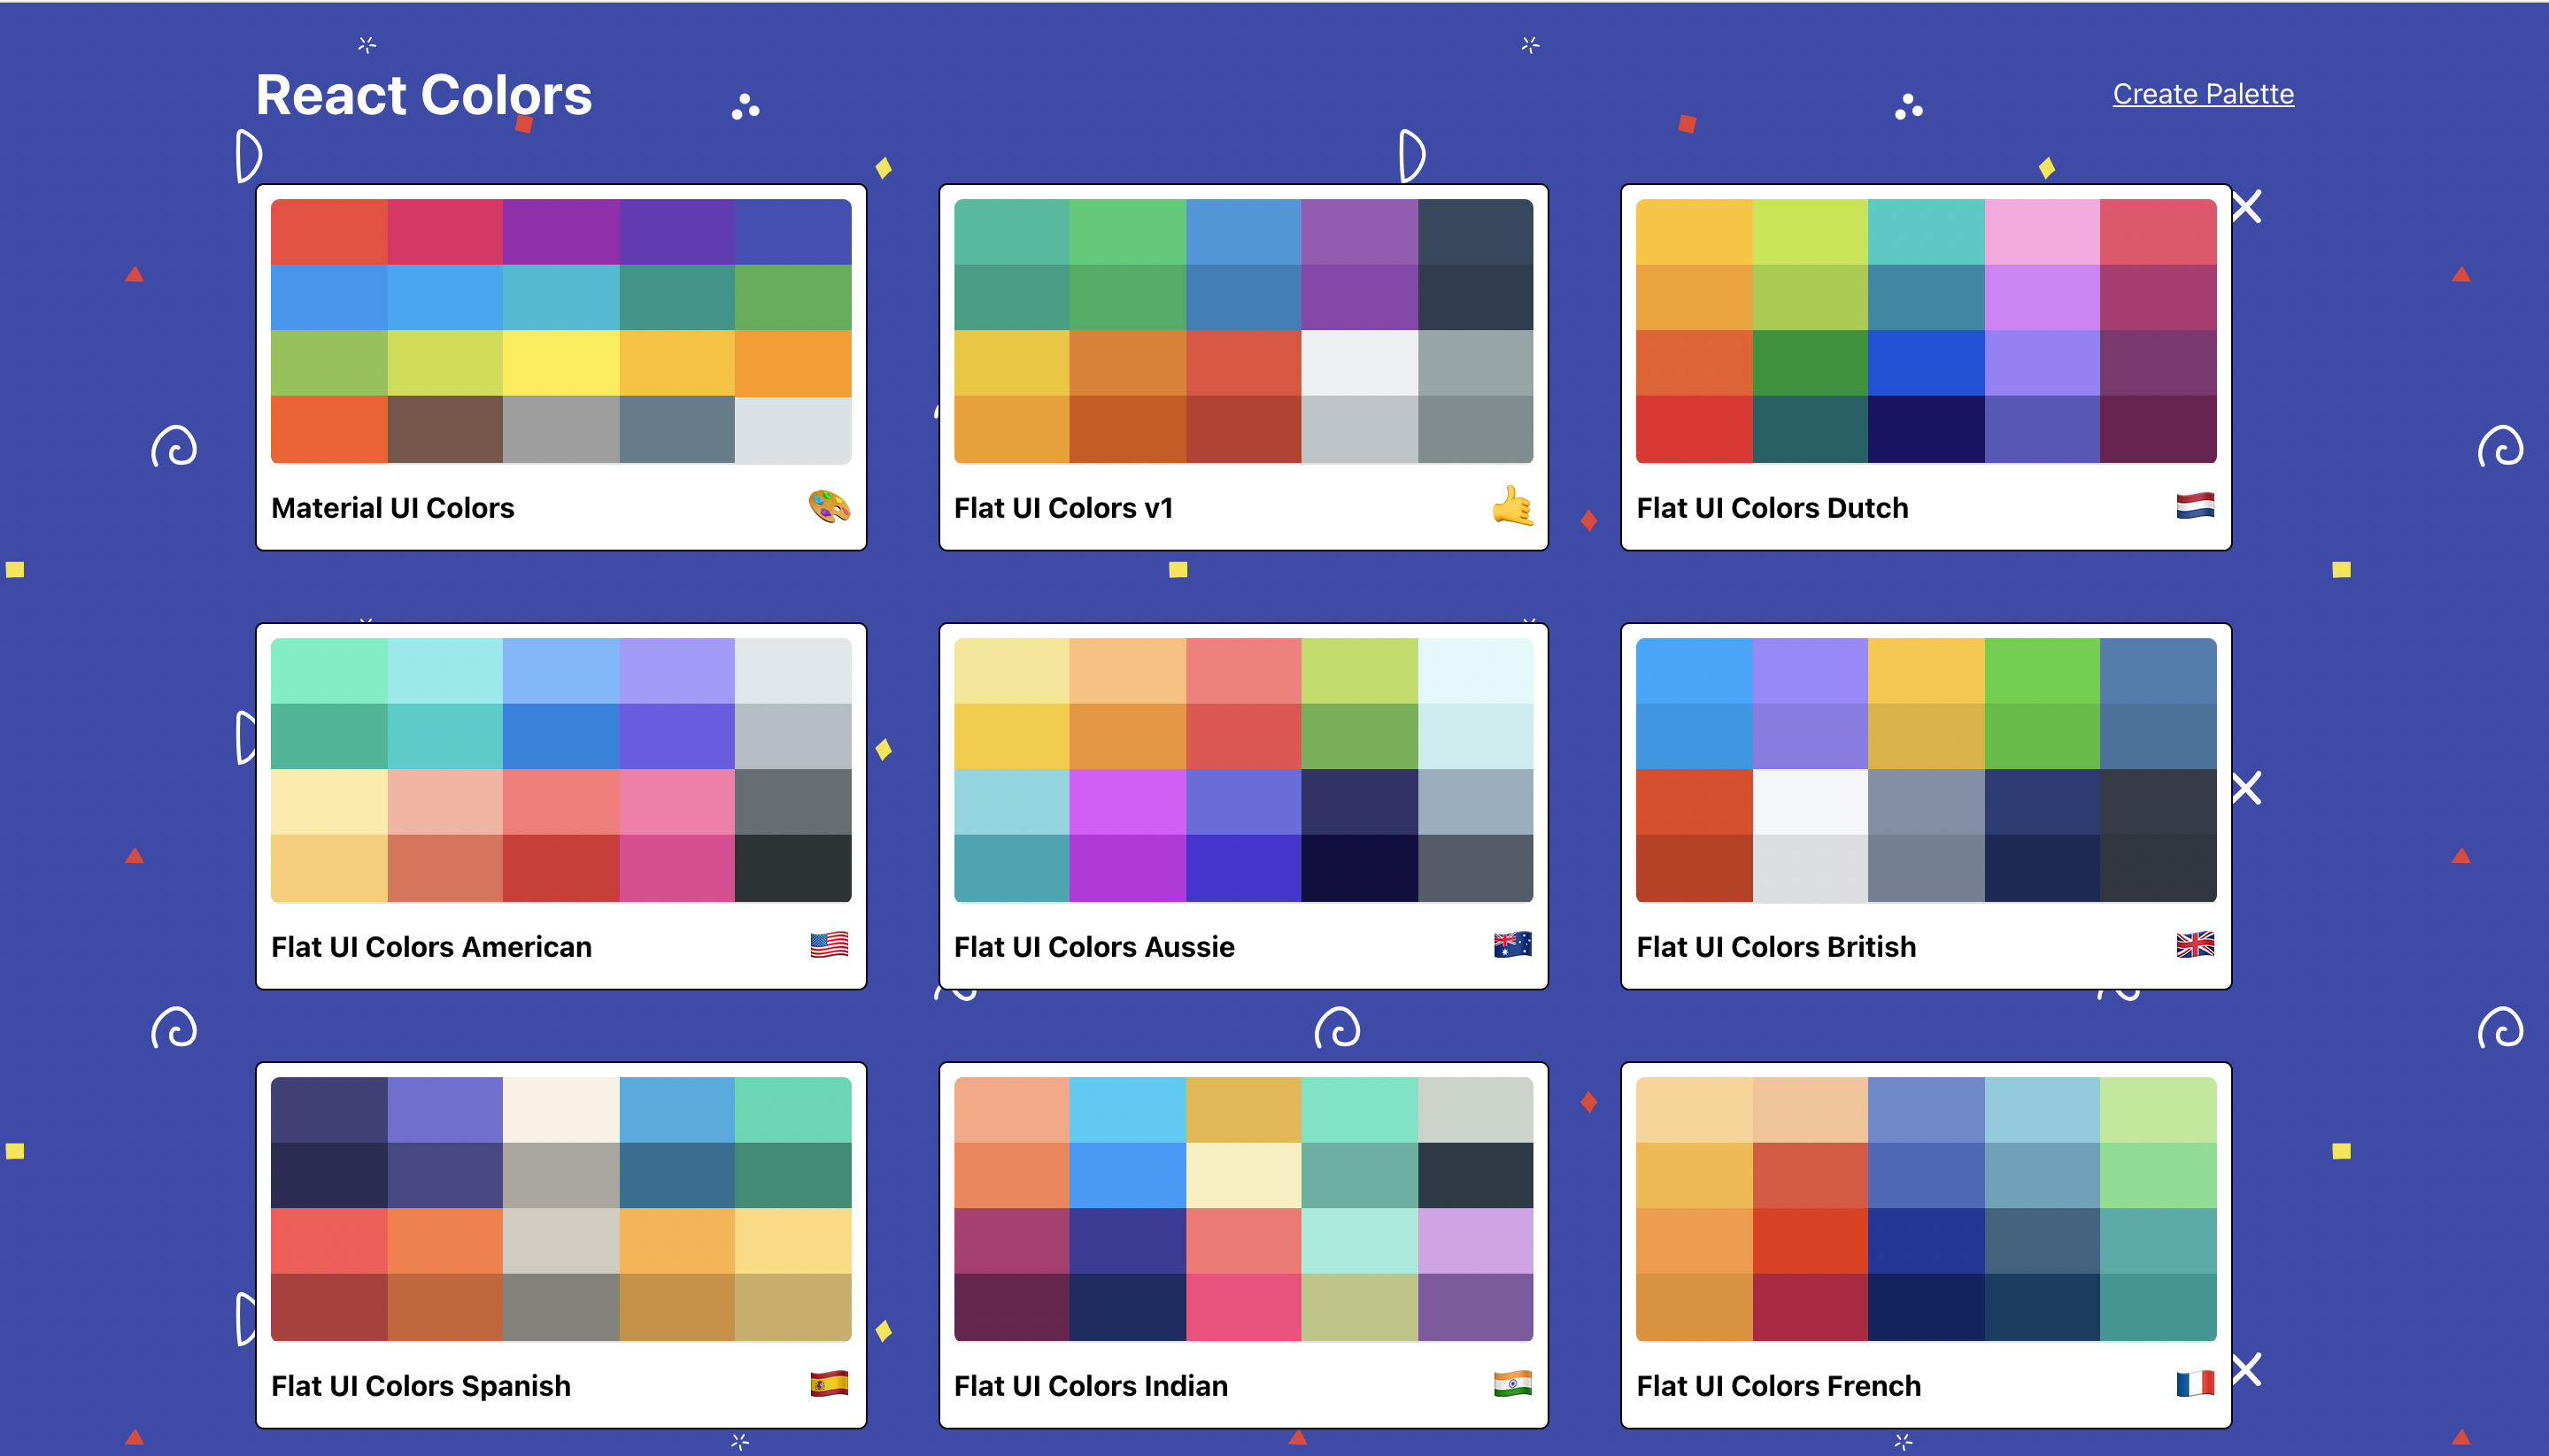 React Colors
Create Palette
Material UI Colors
Flat UI Colors v1
Flat UI Colors Dutch
Flat UI Colors American
Flat UI Colors Aussie
Flat UI Colors British
Flat UI Colors Spanish
Flat UI Colors Indian
Flat UI Colors French